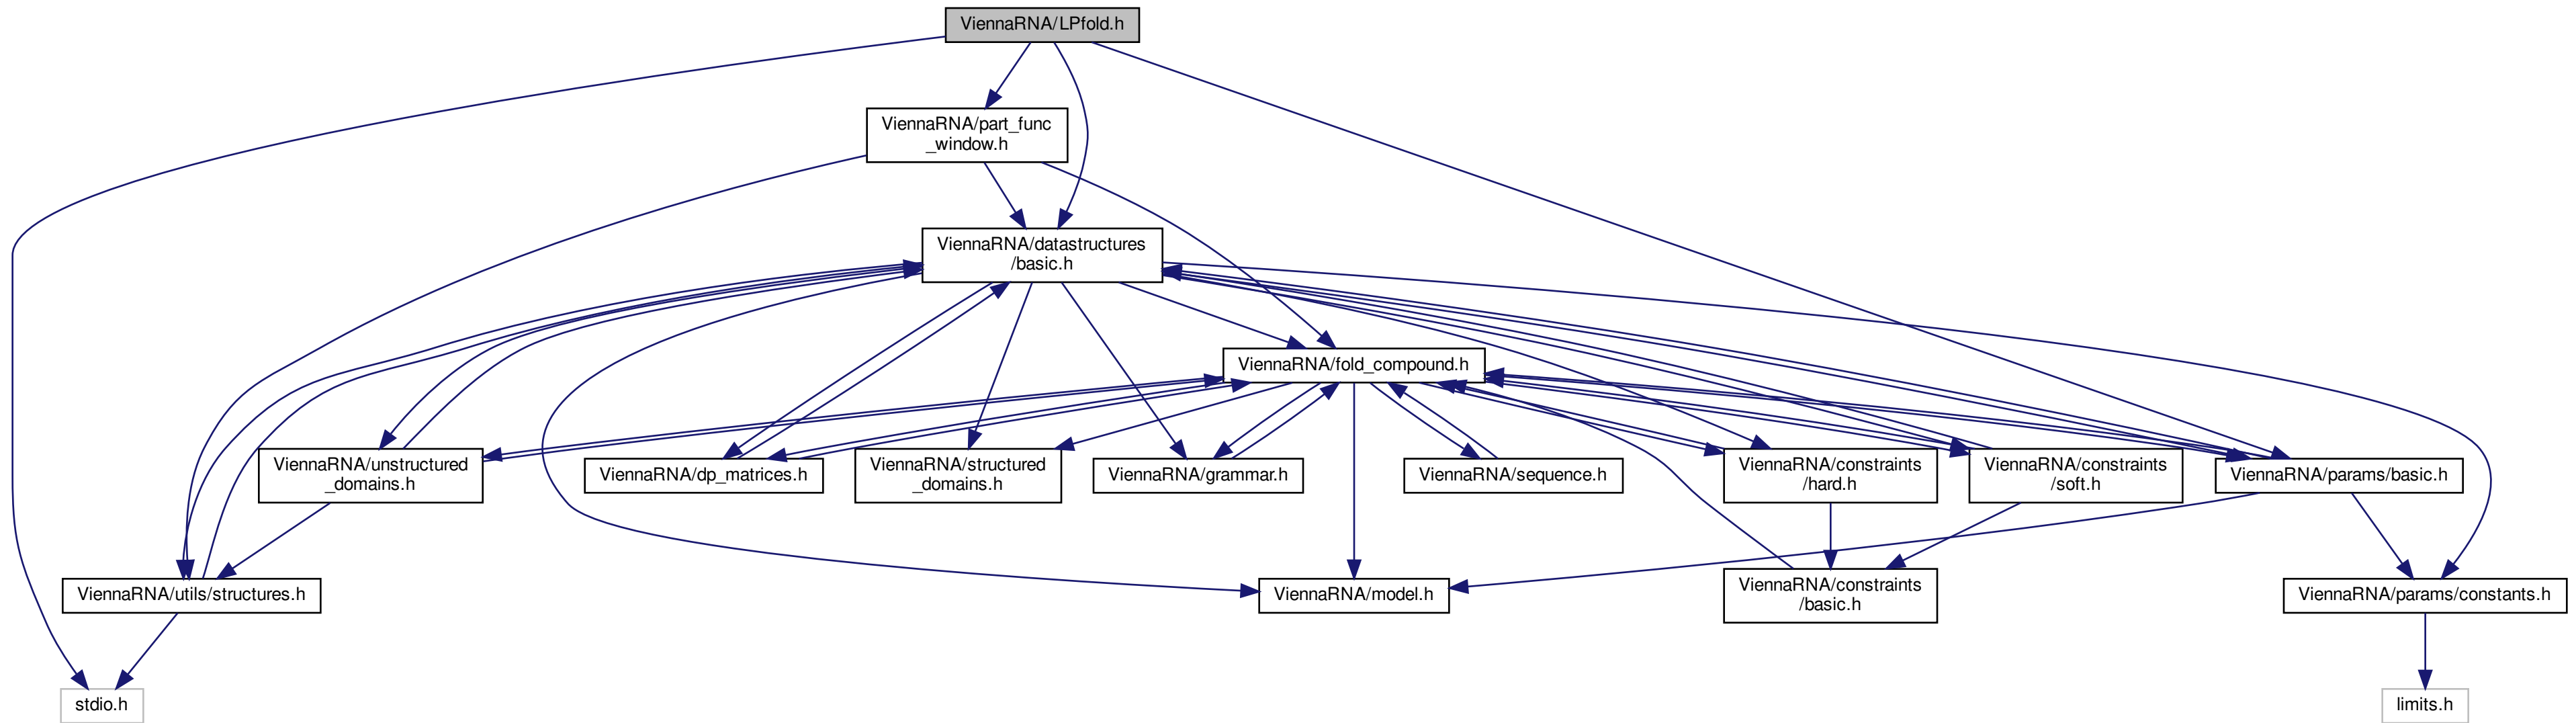 ViennaRNA/LPfold.h
ViennaRNA/part_func
_window.h
ViennaRNA/datastructures
/basic.h
ViennaRNA/fold_compound.h
ViennaRNA/unstructured
_domains.h
ViennaRNA/dp_matrices.h
ViennaRNA/structured
_domains.h
ViennaRNA/grammar.h
ViennaRNA/sequence.h
ViennaRNA/constraints
/hard.h
ViennaRNA/constraints
/soft.h
ViennaRNA/params/basic.h
ViennaRNA/utils/structures.h
ViennaRNA/model.h
ViennaRNA/constraints
/basic.h
ViennaRNA/params/constants.h
stdio.h
limits.h